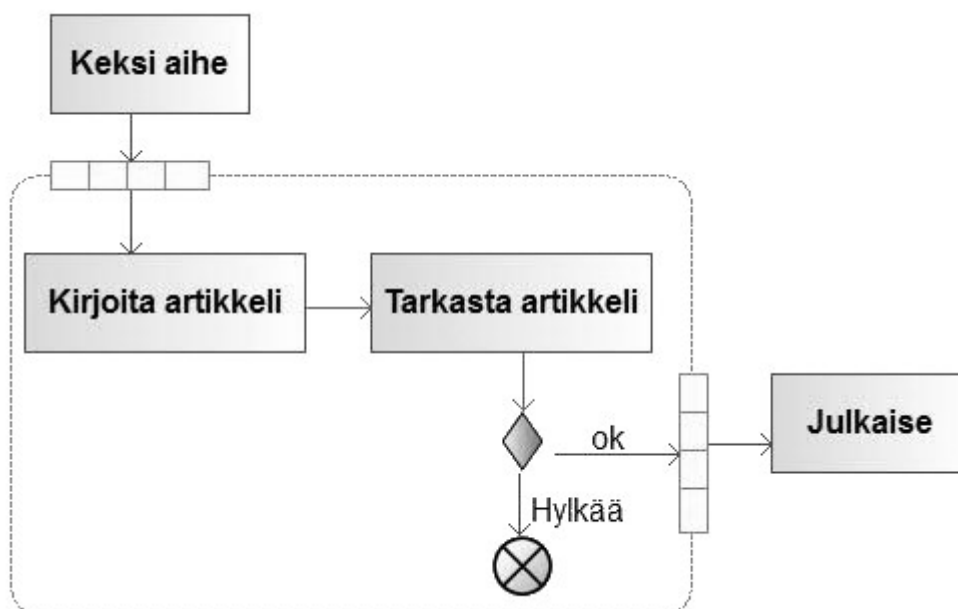 Keksi aihe
Kirjoita artikkeli
Tarkasta artikkeli
ok
Julkaise
Hylkää